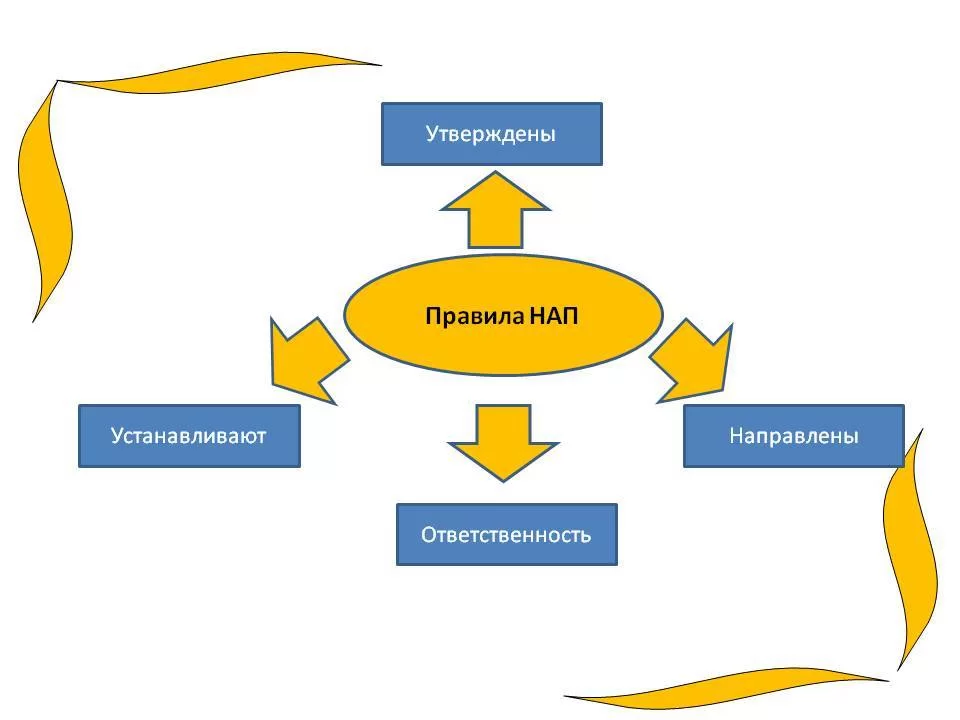 Утверждены
Правила НАП
Устанавливают
Направлены
Ответственность